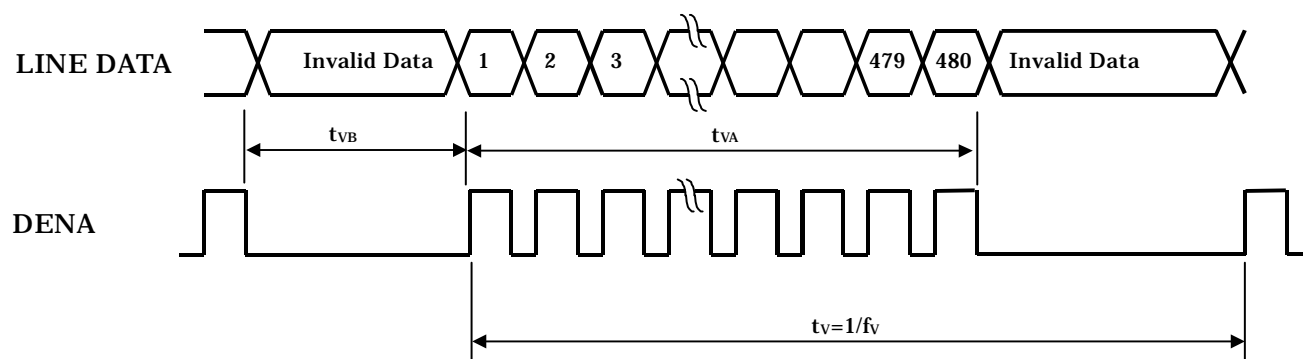 LINE DATA Invalid Data 1 2 3 479 480 Invalid Data
tVB tVA
DENA
tV=1/fV